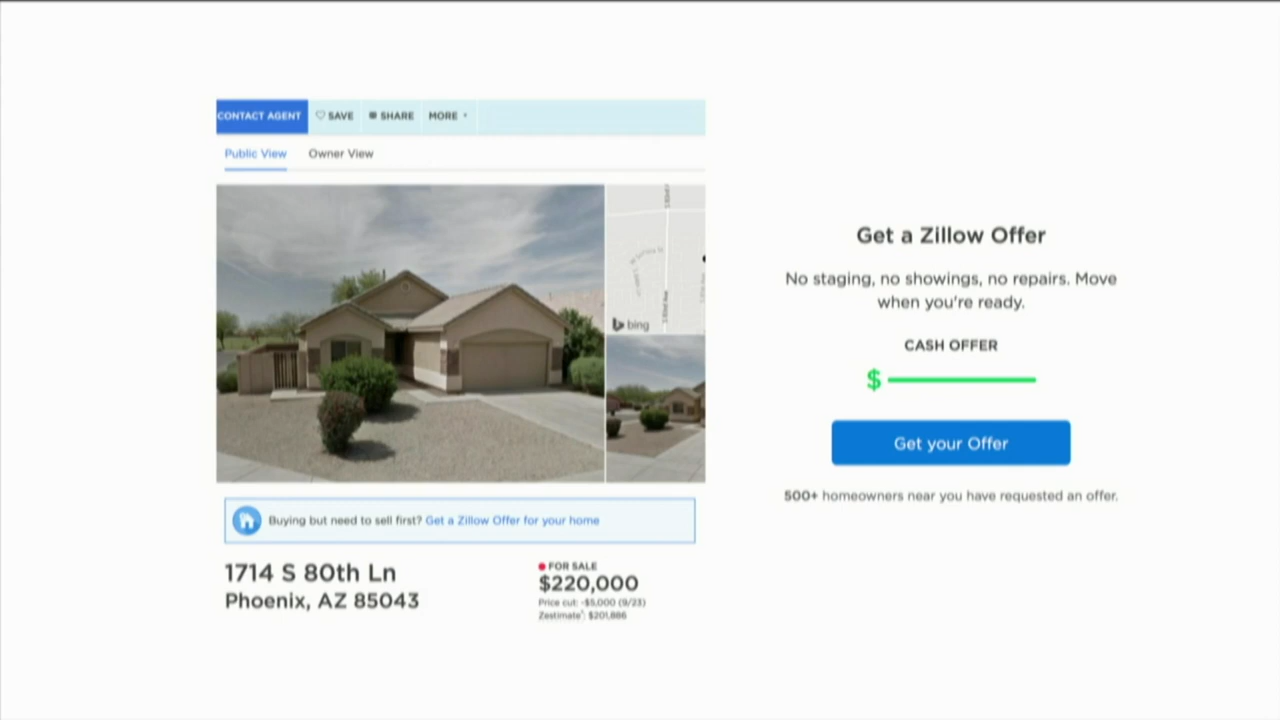 CONTACT AGENT
SAVE
SHARE
MORE
Public View
Owner View
bing
Buying but need to sell first? Get a Zillow Offer for your home
1714 S 80th Ln
Phoenix, AZ 85043
FOR SALE
$220,000
Price cut: -$5,000 (9/23)
Zestimate®: $201,886
Get a Zillow Offer
No staging, no showings, no repairs. Move
when you're ready.
CASH OFFER
$
Get your Offer
500+ homeowners near you have requested an offer.